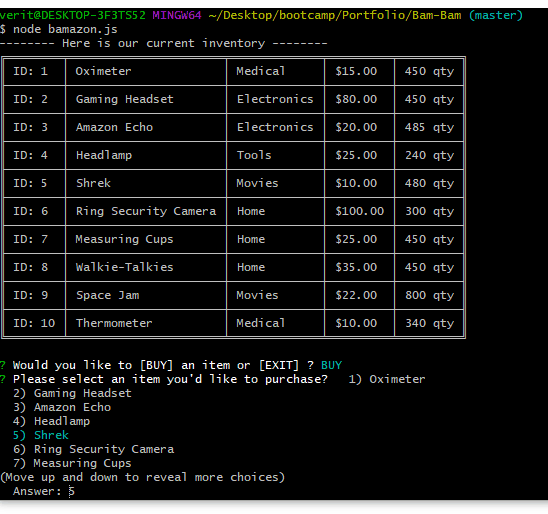 verit@DESKTOP-3F3TS52 MINGW64 ~/Desktop/bootcamp/Portfolio/Bam-Bam (master)
$ node bamazon.js
-------- Here is our current inventory --------
ID: 1 Oximeter Medical $15.00 450 qty
ID: 2 Gaming Headset Electronics $80.00 450 qty
ID: 3 Amazon Echo Electronics $20.00 485 qty
ID: 4 Headlamp Tools $25.00 240 qty
ID: 5 Shrek Movies $10.00 480 qty
ID: 6 Ring Security Camera Home $100.00 300 qty
ID: 7 Measuring Cups Home $25.00 450 qty
ID: 8 Walkie-Talkies Home $35.00 450 qty
ID: 9 Space Jam Movies $22.00 800 qty
ID: 10 Thermometer Medical $10.00 340 qty
? Would you like to [BUY] an item or [EXIT] ? BUY
? Please select an item you'd like to purchase? 1) Oximeter
2) Gaming Headset
3) Amazon Echo
4) Headlamp
5) Shrek
6) Ring Security Camera
7) Measuring Cups
(Move up and down to reveal more choices)
Answer: 5